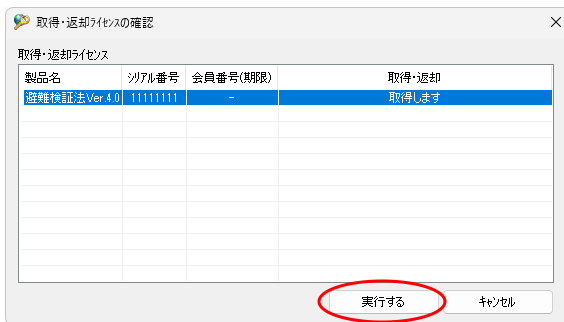 取得・返却ﾗｲｾﾝｽの確認
取得・返却ﾗｲｾﾝｽ
製品名 ｼﾘｱﾙ番号 会員番号(期限) 取得・返却
避難検証法Ver.4.0 11111111 − 取得します
実行する ｷｬﾝｾﾙ